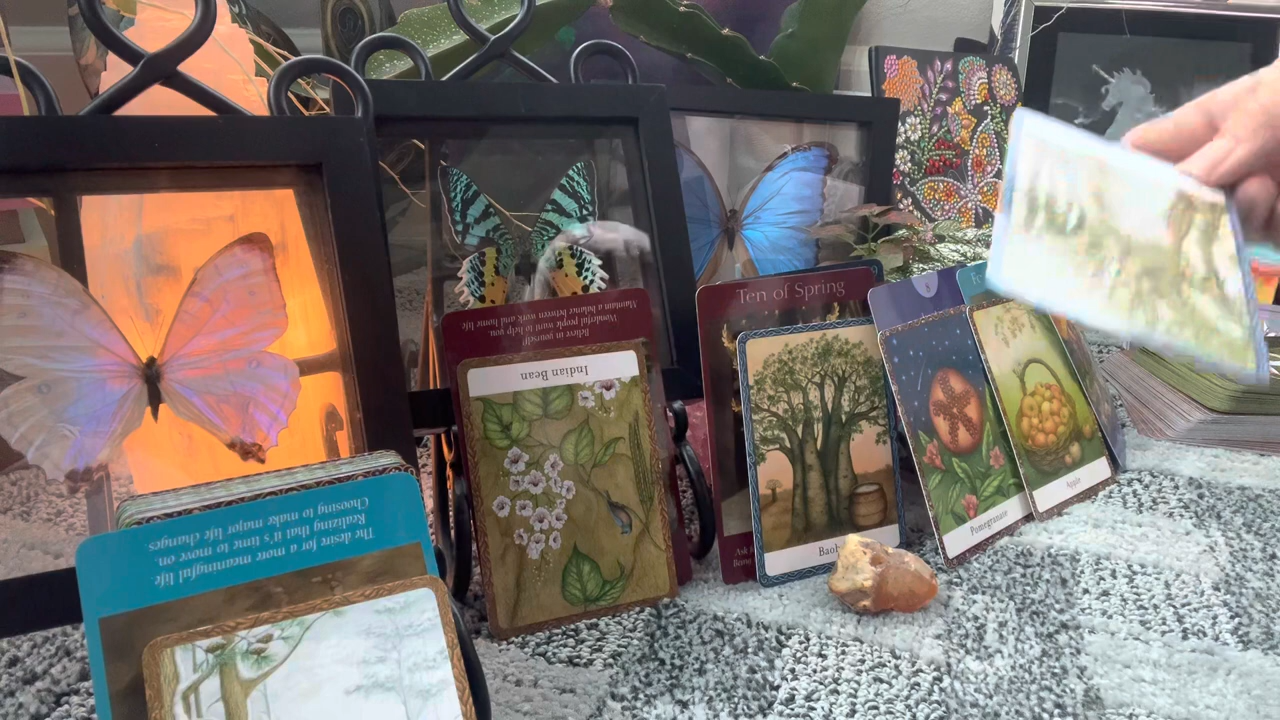 Maintain a balance between work and home life.
Wonderful people want to help you.
Believe in yourself
Indian Bean
Ten of Spring
8
Pomegranate
Apple
The desire for a more meaningful life.
Realizing that it's time to move on.
Choosing to make major life changes